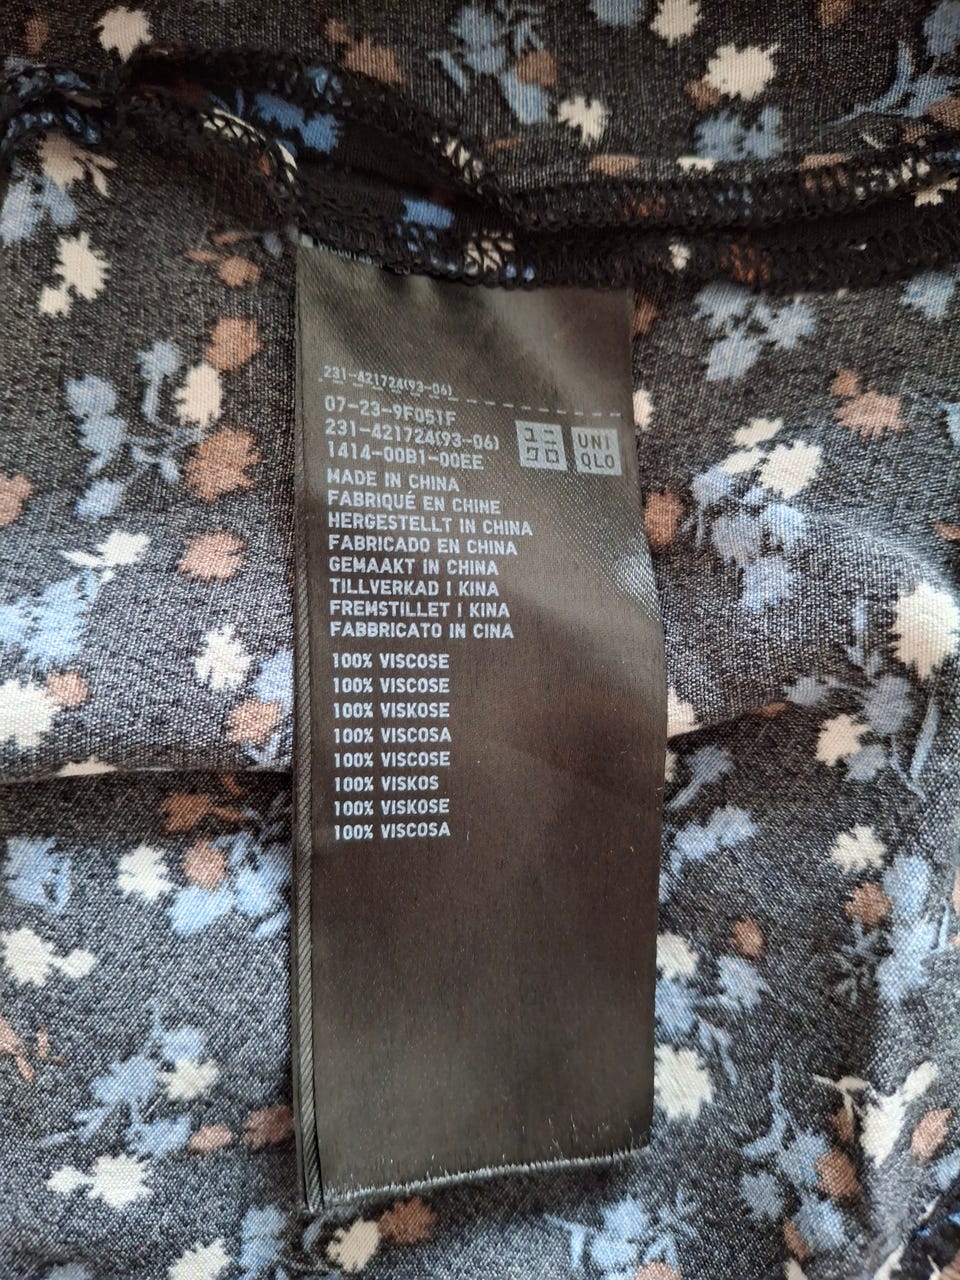 231-421724(93-06)
07-23-9F051F
231-421724(93-06)
1414-00B1-00EE
ユニ
クロ
UNI
QLO
MADE IN CHINA
FABRIQUÉ EN CHINE
HERGESTELLT IN CHINA
FABRICADO EN CHINA
GEMAAKT IN CHINA
TILLVERKAD I KINA
FREMSTILLET I KINA
FABBRICATO IN CINA
100% VISCOSE
100% VISCOSE
100% VISKOSE
100% VISCOSA
100% VISCOSE
100% VISKOS
100% VISKOSE
100% VISCOSA